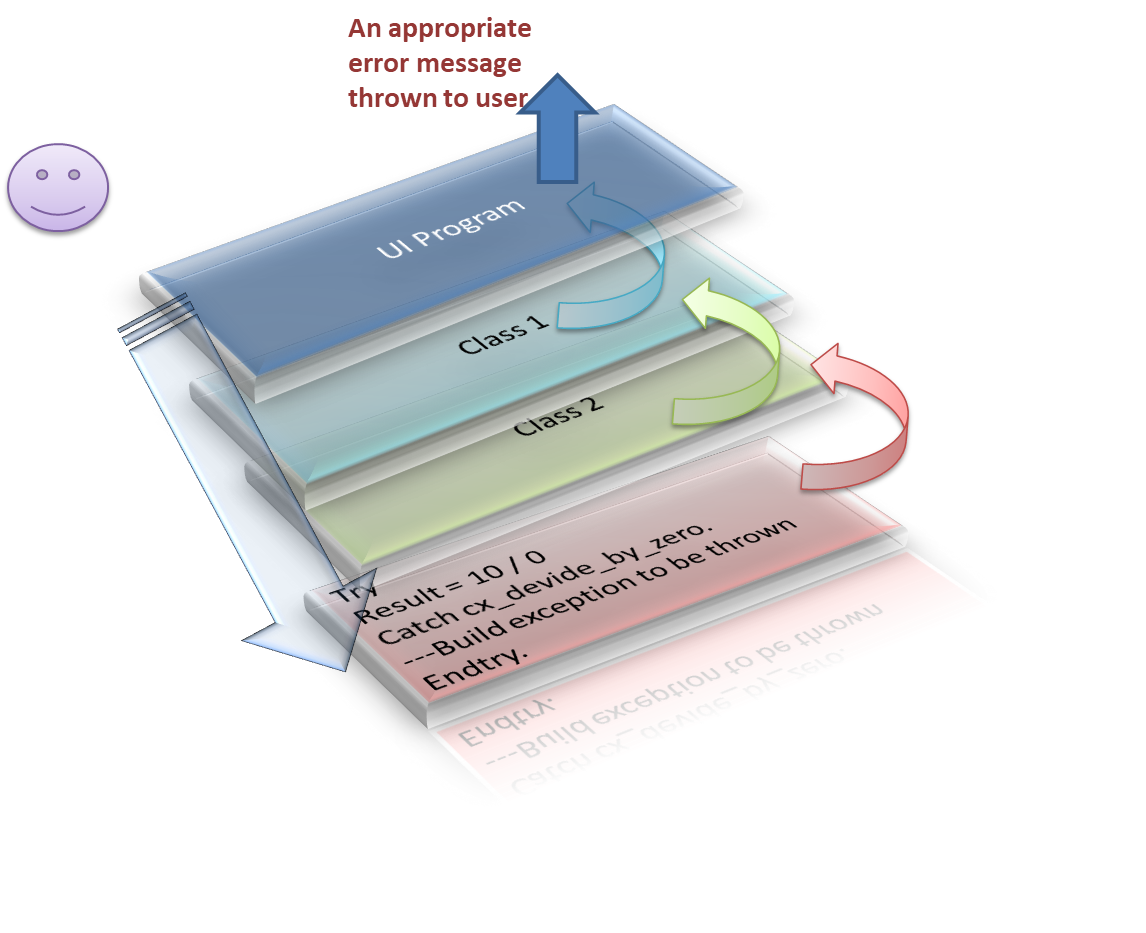 An appropriate
error message
thrown to user
UI Program
Class 1
Class 2
Try
Result = 10 / 0
Catch cx_devide_by_zero.
---Build exception to be thrown
Endtry.